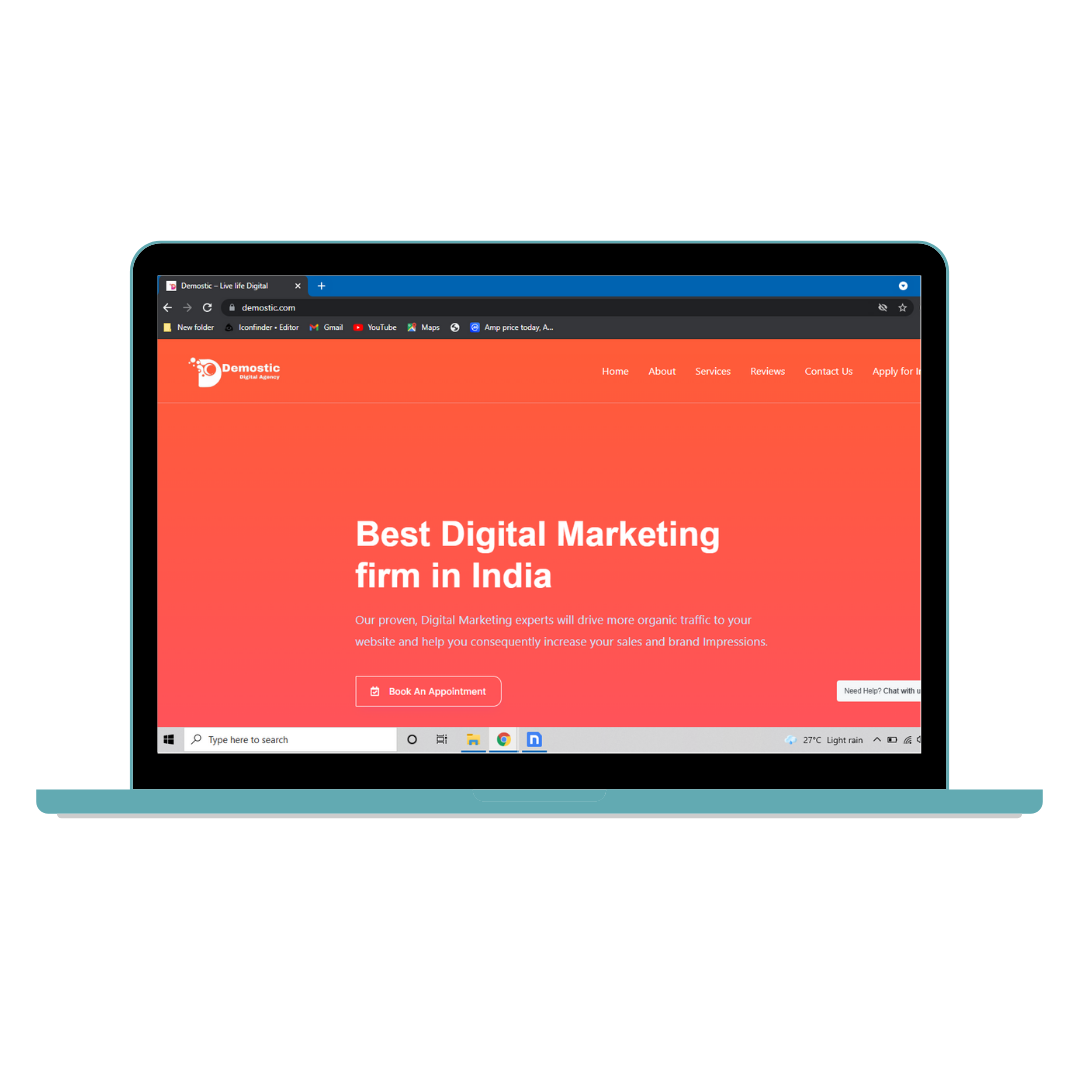 Demostic – Live life Digital
demostic.com
New folder Iconfinder • Editor Gmail YouTube Maps Amp price today, A...
Demostic
Digital Agency
Home About Services Reviews Contact Us Apply for I
Best Digital Marketing
firm in India
Our proven, Digital Marketing experts will drive more organic traffic to your
website and help you consequently increase your sales and brand Impressions.
Book An Appointment
Need Help? Chat with u
Type here to search
27°C Light rain